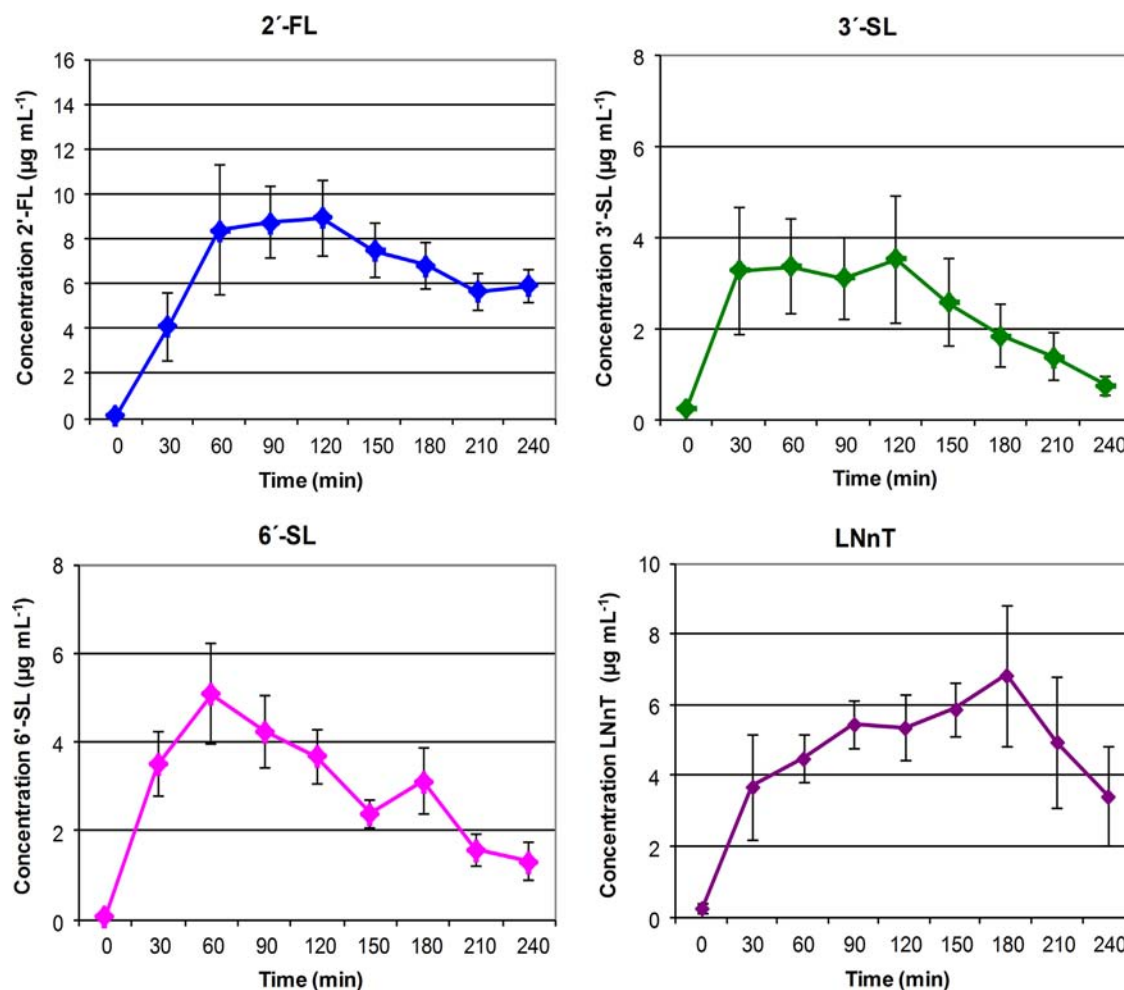 2´-FL
Concentration 2'-FL (µg mL⁻¹)
16
14
12
10
8
6
4
2
0
0 30 60 90 120 150 180 210 240
Time (min)
3´-SL
Concentration 3'-SL (µg mL⁻¹)
8
6
4
2
0
0 30 60 90 120 150 180 210 240
Time (min)
6´-SL
Concentration 6'-SL (µg mL⁻¹)
8
6
4
2
0
0 30 60 90 120 150 180 210 240
Time (min)
LNnT
Concentration LNnT (µg mL⁻¹)
10
8
6
4
2
0
0 30 60 90 120 150 180 210 240
Time (min)